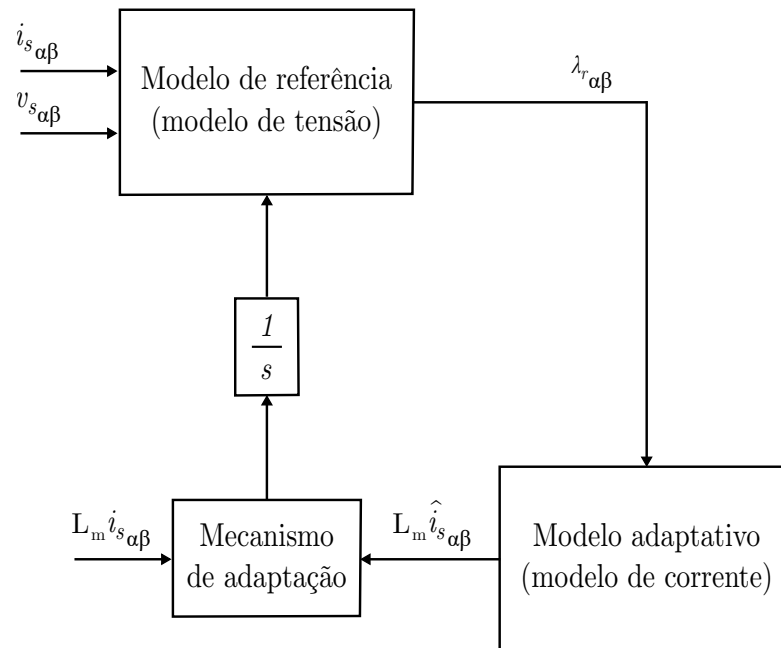 i_{s_{αβ}}
v_{s_{αβ}}
Modelo de referência
(modelo de tensão)
λ_{r_{αβ}}
1
s
L_m i_{s_{αβ}}
Mecanismo
de adaptação
L_m \hat{i}_{s_{αβ}}
Modelo adaptativo
(modelo de corrente)